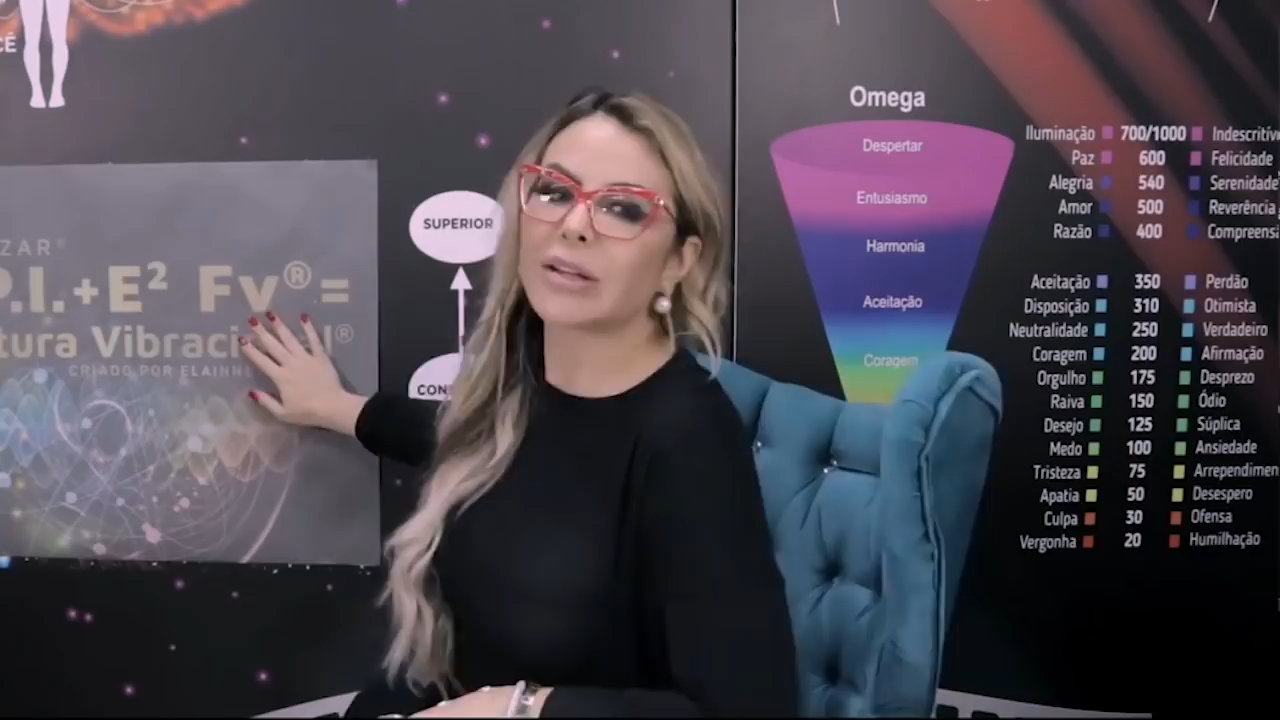 CÊ
ZAR®
P.I.+E² Fv® =
tura Vibracional®
CRIADO POR ELAINN
SUPERIOR
CON
Omega
Despertar
Entusiasmo
Harmonia
Aceitação
Coragem
Iluminação 700/1000 Indescritív
Paz 600 Felicidade
Alegria 540 Serenidade
Amor 500 Reverência
Razão 400 Compreensã
Aceitação 350 Perdão
Disposição 310 Otimista
Neutralidade 250 Verdadeiro
Coragem 200 Afirmação
Orgulho 175 Desprezo
Raiva 150 Ódio
Desejo 125 Súplica
Medo 100 Ansiedade
Tristeza 75 Arrependimen
Apatia 50 Desespero
Culpa 30 Ofensa
Vergonha 20 Humilhação